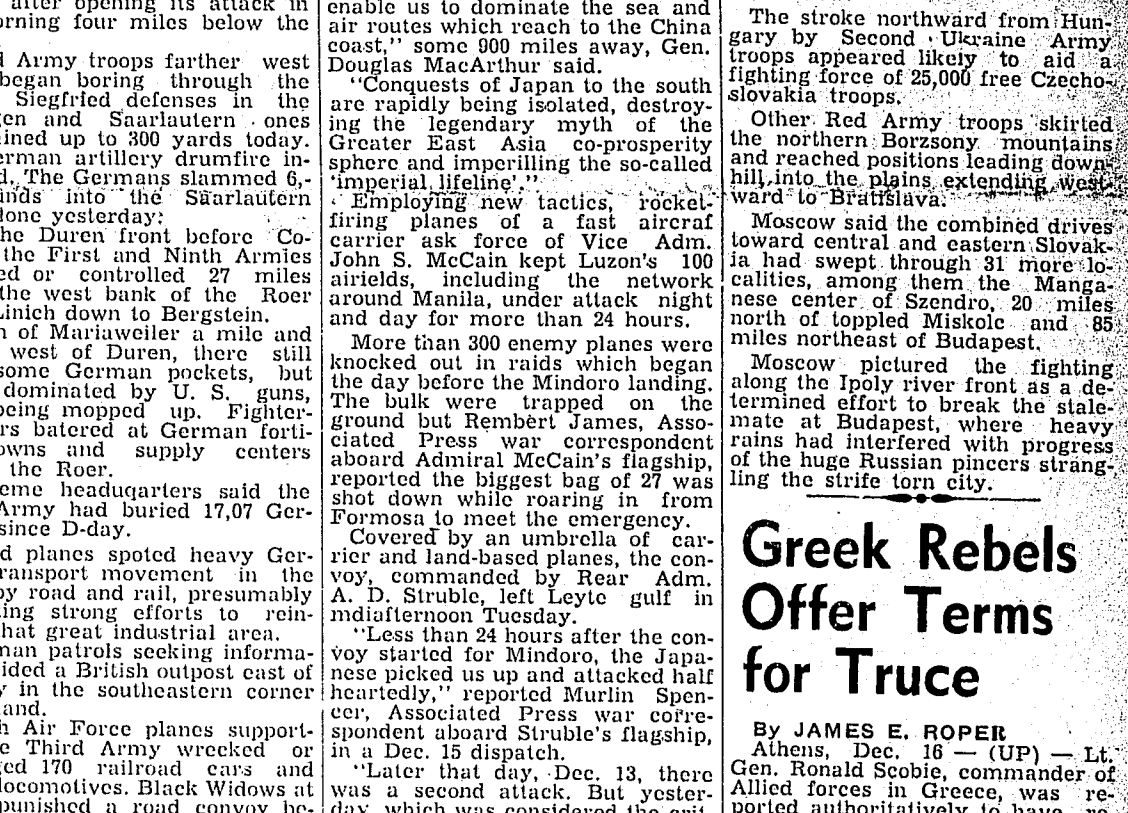 after opening its attack in
orning four miles below the
Army troops farther west
began boring through the
Siegfried defenses in the
en and Saarlautern ones
ined up to 300 yards today.
erman artillery drumfire in-
d. The Germans slammed 6,-
nds into the Saarlautern
lone yesterday:
he Duren front before Co-
the First and Ninth Armies
ed or controlled 27 miles
the west bank of the Roer
Linich down to Bergstein.
n of Mariaweiler a mile and
west of Duren, there still
some German pockets, but
dominated by U. S. guns,
being mopped up. Fighter-
rs batered at German forti-
owns and supply centers
the Roer.
eme headuqarters said the
Army had buried 17,07 Ger-
since D-day.
d planes spoted heavy Ger-
ransport movement in the
by road and rail, presumably
ing strong efforts to rein-
hat great industrial area.
man patrols seeking informa-
ided a British outpost east of
y in the southeastern corner
and.
h Air Force planes support-
e Third Army wrecked or
ged 170 railroad cars and
locomotives. Black Widows at
punished a road convoy be-
enable us to dominate the sea and
air routes which reach to the China
coast," some 900 miles away, Gen.
Douglas MacArthur said.
"Conquests of Japan to the south
are rapidly being isolated, destroy-
ing the legendary myth of the
Greater East Asia co-prosperity
sphere and imperilling the so-called
'imperial lifeline'."
Employing new tactics, rocket-
firing planes of a fast aircraf
carrier ask force of Vice Adm.
John S. McCain kept Luzon's 100
airields, including the network
around Manila, under attack night
and day for more than 24 hours.
More than 300 enemy planes were
knocked out in raids which began
the day before the Mindoro landing.
The bulk were trapped on the
ground but Rembert James, Asso-
ciated Press war correspondent
aboard Admiral McCain's flagship,
reported the biggest bag of 27 was
shot down while roaring in from
Formosa to meet the emergency.
Covered by an umbrella of car-
rier and land-based planes, the con-
voy, commanded by Rear Adm.
A. D. Struble, left Leyte gulf in
mdiafternoon Tuesday.
"Less than 24 hours after the con-
voy started for Mindoro, the Japa-
nese picked us up and attacked half
heartedly," reported Murlin Spen-
cer, Associated Press war corre-
spondent aboard Struble's flagship,
in a Dec. 15 dispatch.
"Later that day, Dec. 13, there
was a second attack. But yester-
day, which was considered the crit-
The stroke northward from Hun-
gary by Second Ukraine Army
troops appeared likely to aid a
fighting force of 25,000 free Czecho-
slovakia troops.
Other Red Army troops skirted
the northern Borzsony mountains
and reached positions leading down-
hill into the plains extending west-
ward to Bratislava.
Moscow said the combined drives
toward central and eastern Slovak-
ia had swept through 31 more lo-
calities, among them the Manga-
nese center of Szendro, 20 miles
north of toppled Miskolc and 85
miles northeast of Budapest.
Moscow pictured the fighting
along the Ipoly river front as a de-
termined effort to break the stale-
mate at Budapest, where heavy
rains had interfered with progress
of the huge Russian pincers strang-
ling the strife torn city.
Greek Rebels
Offer Terms
for Truce
By JAMES E. ROPER
Athens, Dec. 16 — (UP) — Lt.
Gen. Ronald Scobie, commander of
Allied forces in Greece, was re-
ported authoritatively to have re-